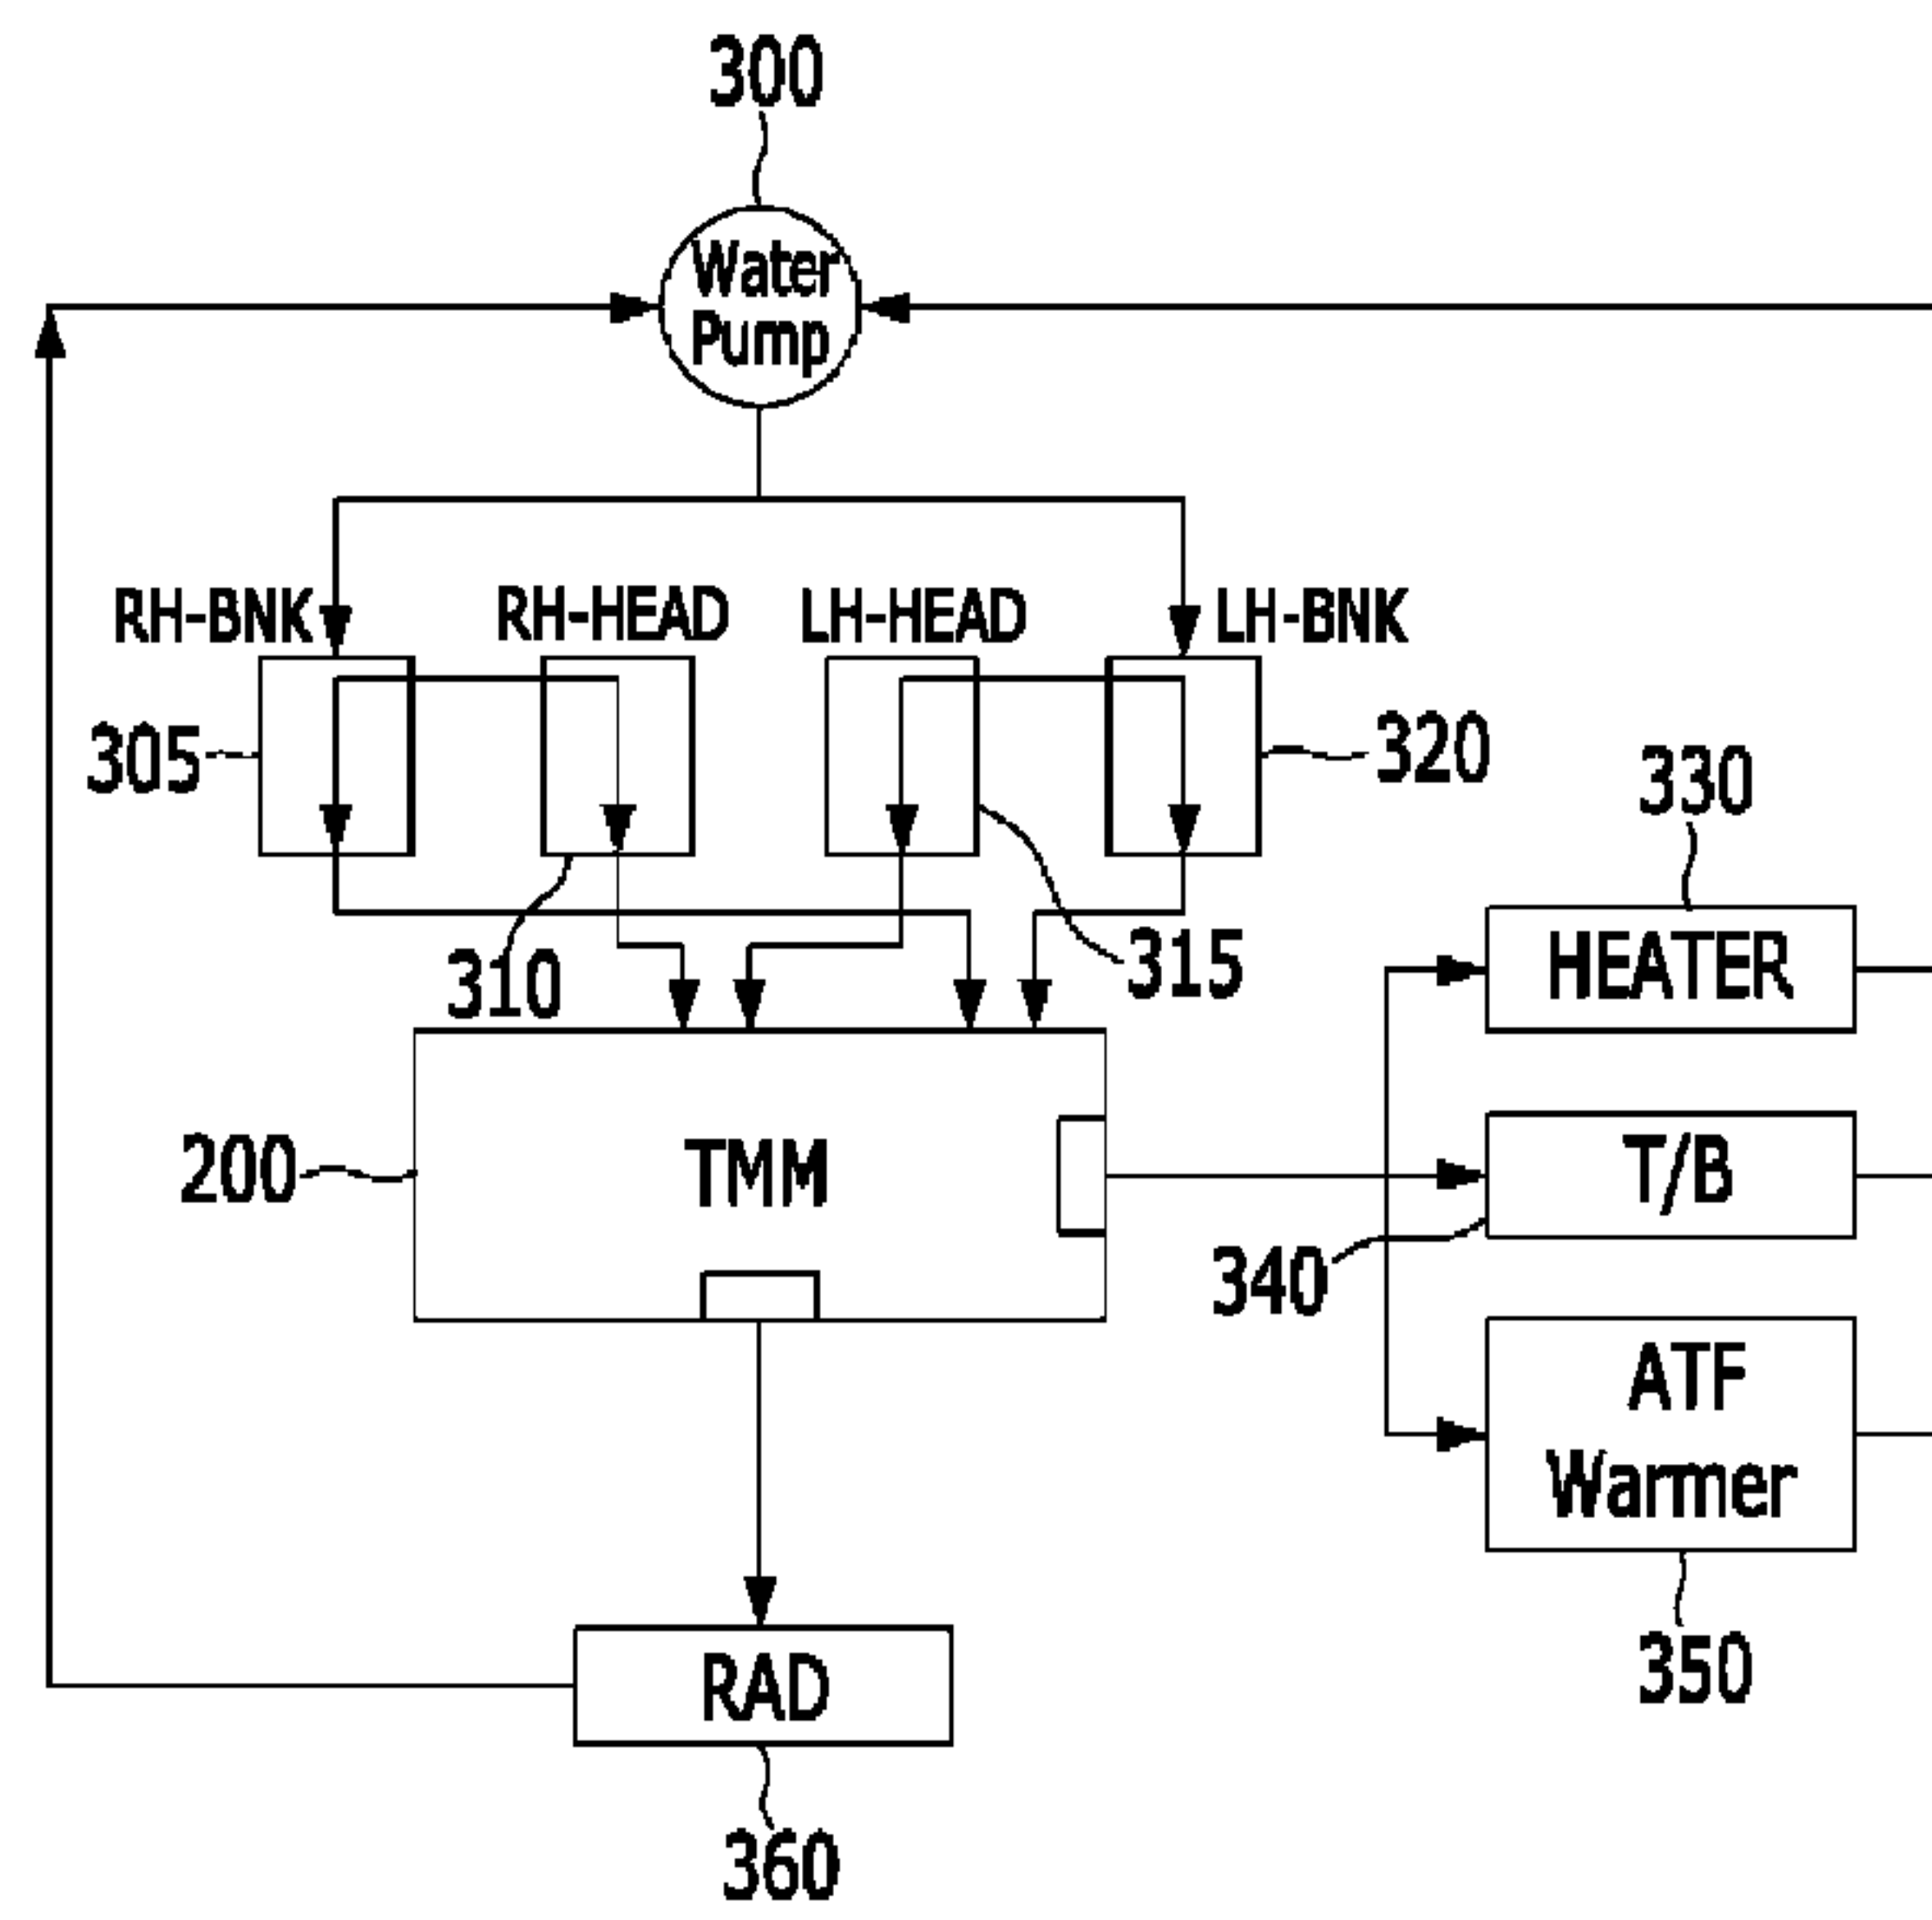 300
Water
Pump
RH-BNK
RH-HEAD
LH-HEAD
LH-BNK
305
320
330
310
315
HEATER
200
TMM
T/B
340
ATF
Warmer
RAD
350
360